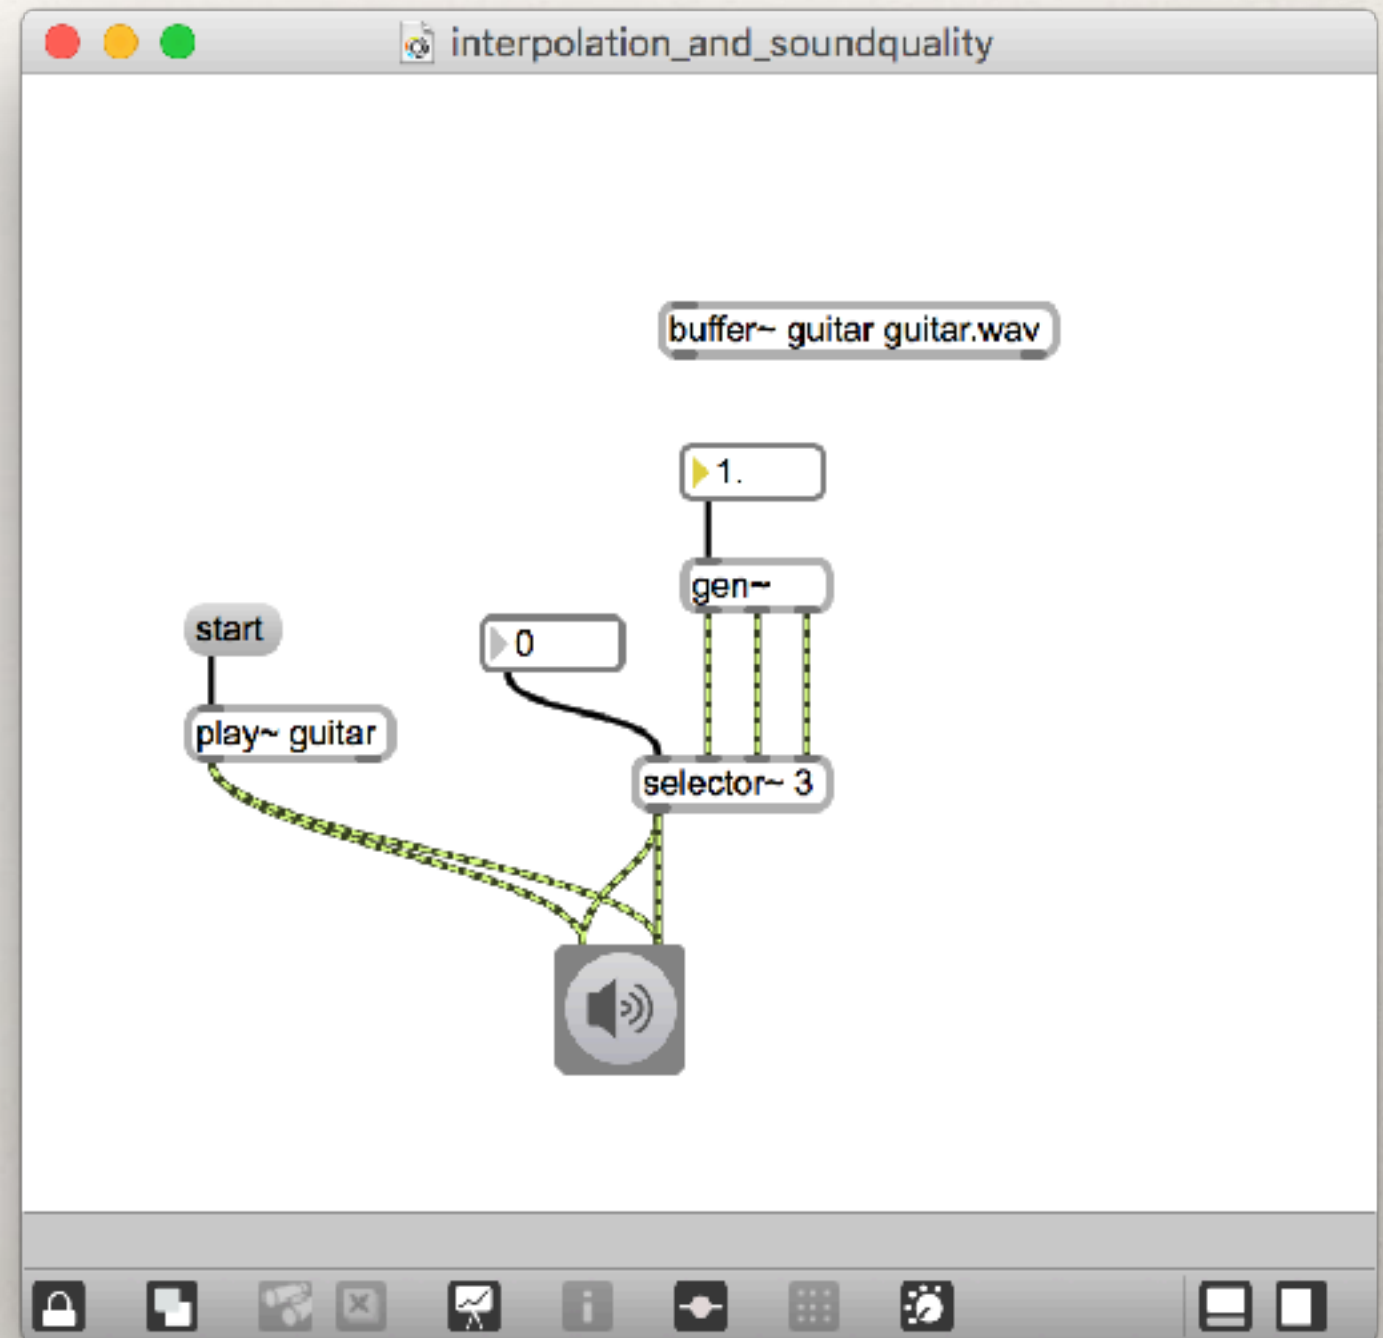 interpolation_and_soundquality
buffer~ guitar guitar.wav
1.
gen~
start
0
play~ guitar
selector~ 3